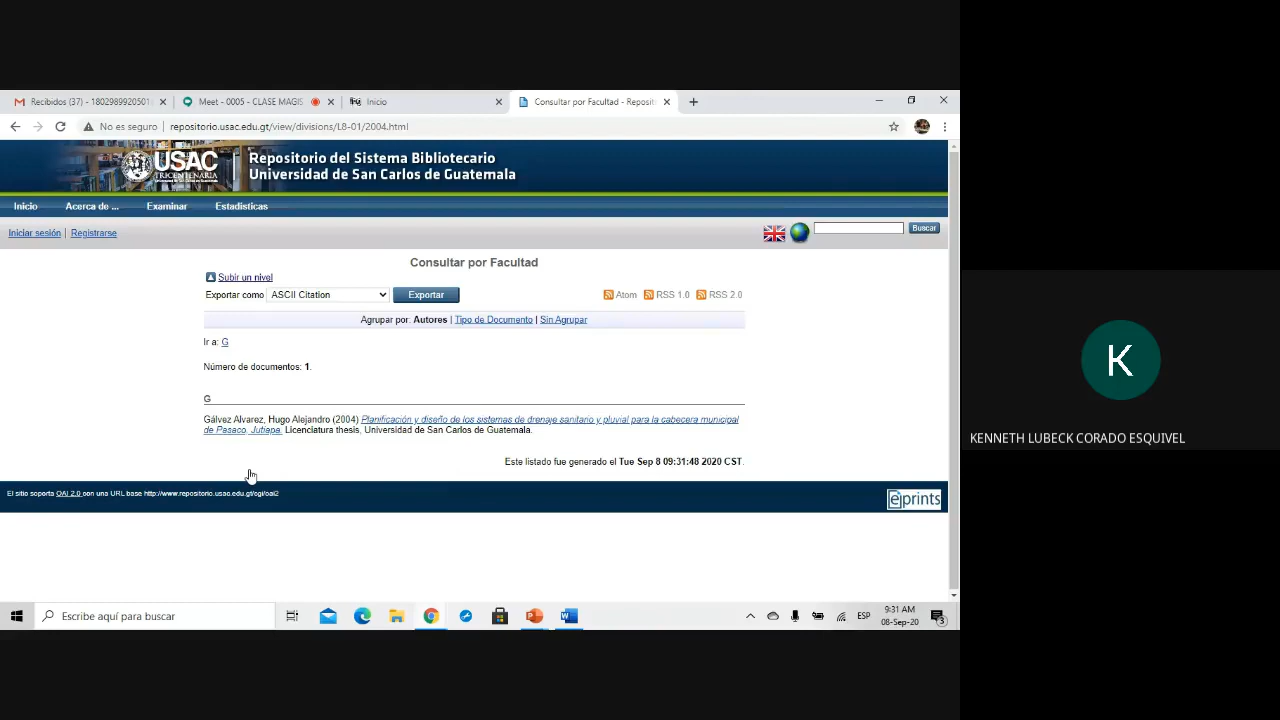 Recibidos (37) - 1802989920501
Meet - 0005 - CLASE MAGIS
Inicio
Consultar por Facultad - Reposit
No es seguro | repositorio.usac.edu.gt/view/divisions/L8-01/2004.html
USAC
TRICENTENARIA
Repositorio del Sistema Bibliotecario
Universidad de San Carlos de Guatemala
Inicio Acerca de ... Examinar Estadísticas
Iniciar sesión | Registrarse
Buscar
Consultar por Facultad
Subir un nivel
Exportar como ASCII Citation Exportar
Atom RSS 1.0 RSS 2.0
Agrupar por: Autores | Tipo de Documento | Sin Agrupar
Ir a: G
Número de documentos: 1.
G
Gálvez Alvarez, Hugo Alejandro (2004) Planificación y diseño de los sistemas de drenaje sanitario y pluvial para la cabecera municipal
de Pasaco, Jutiapa. Licenciatura thesis, Universidad de San Carlos de Guatemala.
Este listado fue generado el Tue Sep 8 09:31:48 2020 CST.
El sitio soporta OAI 2.0 con una URL base http://www.repositorio.usac.edu.gt/cgi/oai2
eprints
K
KENNETH LUBECK CORADO ESQUIVEL
Escribe aquí para buscar
ESP
9:31 AM
08-Sep-20
3